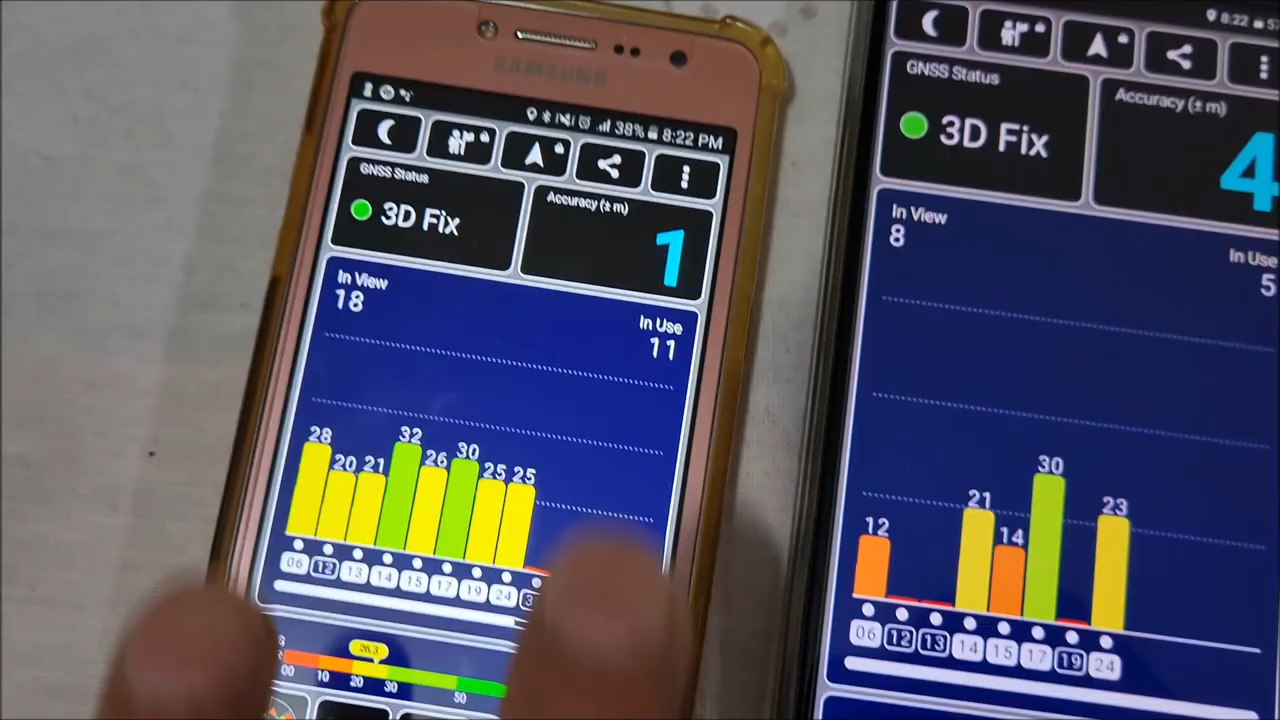 SAMSUNG
38% 8:22 PM
GNSS Status
3D Fix
Accuracy (± m)
1
In View
18
In Use
11
28 20 21 32 26 30 25 25
06 12 13 14 15 17 19 24
26.3
00 10 20 30 50
8:22
GNSS Status
3D Fix
Accuracy (± m)
4
In View
8
In Use
5
12 21 14 30 23
06 12 13 14 15 17 19 24